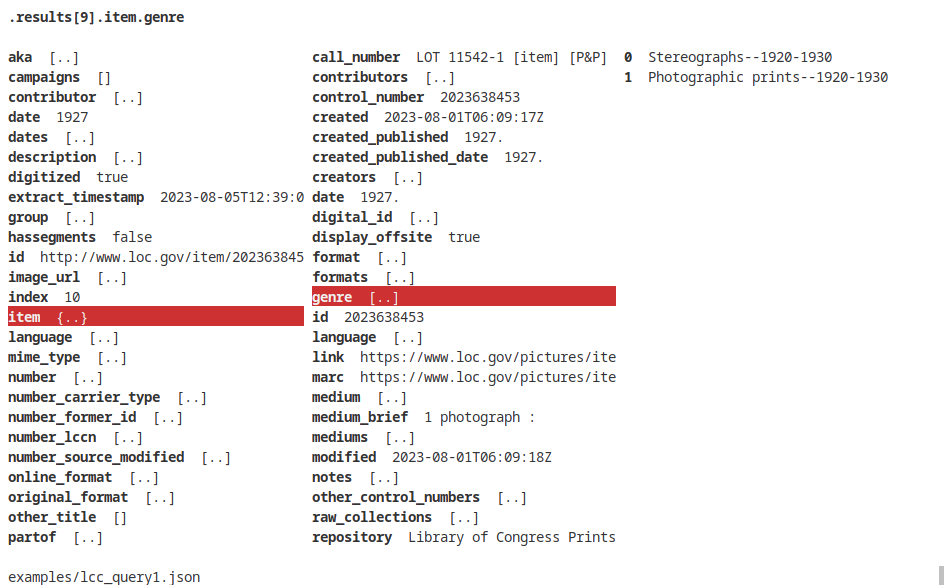 .results[9].item.genre
aka  [..]
campaigns  []
contributor  [..]
date  1927
dates  [..]
description  [..]
digitized  true
extract_timestamp  2023-08-05T12:39:0
group  [..]
hassegments  false
id  http://www.loc.gov/item/202363845
image_url  [..]
index  10
item  {..}
language  [..]
mime_type  [..]
number  [..]
number_carrier_type  [..]
number_former_id  [..]
number_lccn  [..]
number_source_modified  [..]
online_format  [..]
original_format  [..]
other_title  []
partof  [..]
call_number  LOT 11542-1 [item] [P&P]
contributors  [..]
control_number  2023638453
created  2023-08-01T06:09:17Z
created_published  1927.
created_published_date  1927.
creators  [..]
date  1927.
digital_id  [..]
display_offsite  true
format  [..]
formats  [..]
genre  [..]
id  2023638453
language  [..]
link  https://www.loc.gov/pictures/ite
marc  https://www.loc.gov/pictures/ite
medium  [..]
medium_brief  1 photograph :
mediums  [..]
modified  2023-08-01T06:09:18Z
notes  [..]
other_control_numbers  [..]
raw_collections  [..]
repository  Library of Congress Prints
0  Stereographs--1920-1930
1  Photographic prints--1920-1930
examples/lcc_query1.json